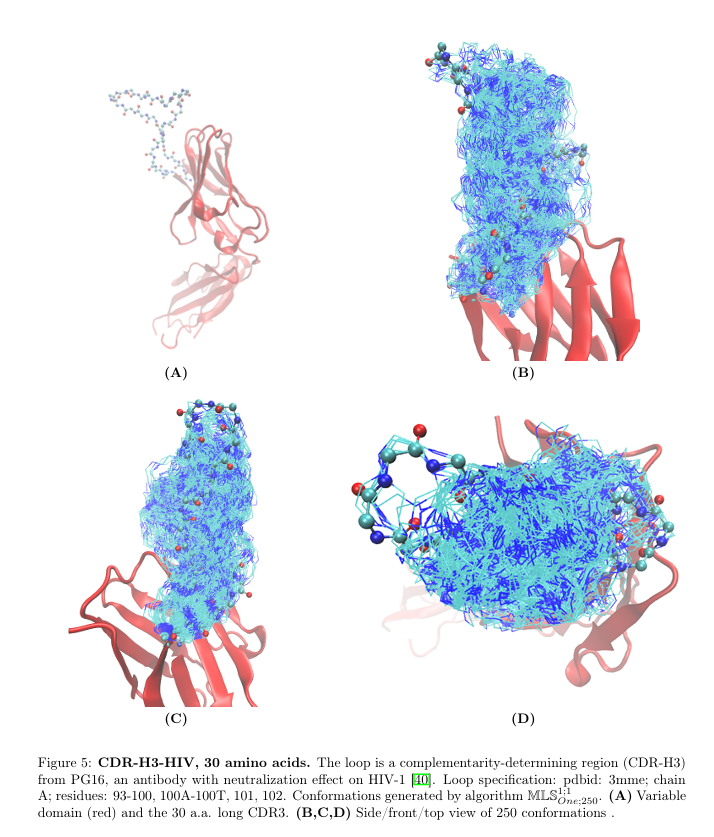 (A)
(B)
(C)
(D)
Figure 5: CDR-H3-HIV, 30 amino acids. The loop is a complementarity-determining region (CDR-H3)
from PG16, an antibody with neutralization effect on HIV-1 [40]. Loop specification: pdbid: 3mme; chain
A; residues: 93-100, 100A-100T, 101, 102. Conformations generated by algorithm 𝕄𝕃𝕊^{1;1}_{One;250}. (A) Variable
domain (red) and the 30 a.a. long CDR3. (B,C,D) Side/front/top view of 250 conformations .